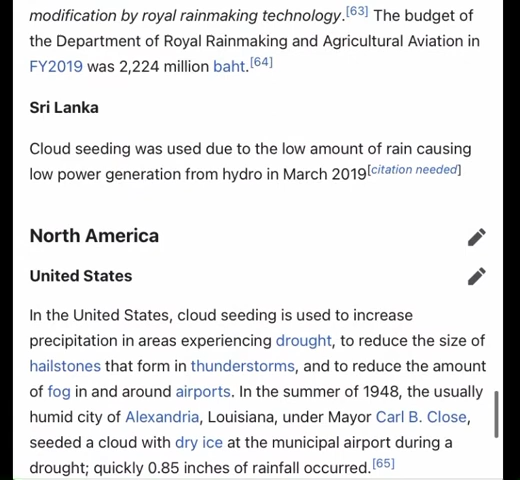 modification by royal rainmaking technology.[63] The budget of
the Department of Royal Rainmaking and Agricultural Aviation in
FY2019 was 2,224 million baht.[64]
Sri Lanka
Cloud seeding was used due to the low amount of rain causing
low power generation from hydro in March 2019[citation needed]
North America
United States
In the United States, cloud seeding is used to increase
precipitation in areas experiencing drought, to reduce the size of
hailstones that form in thunderstorms, and to reduce the amount
of fog in and around airports. In the summer of 1948, the usually
humid city of Alexandria, Louisiana, under Mayor Carl B. Close,
seeded a cloud with dry ice at the municipal airport during a
drought; quickly 0.85 inches of rainfall occurred.[65]